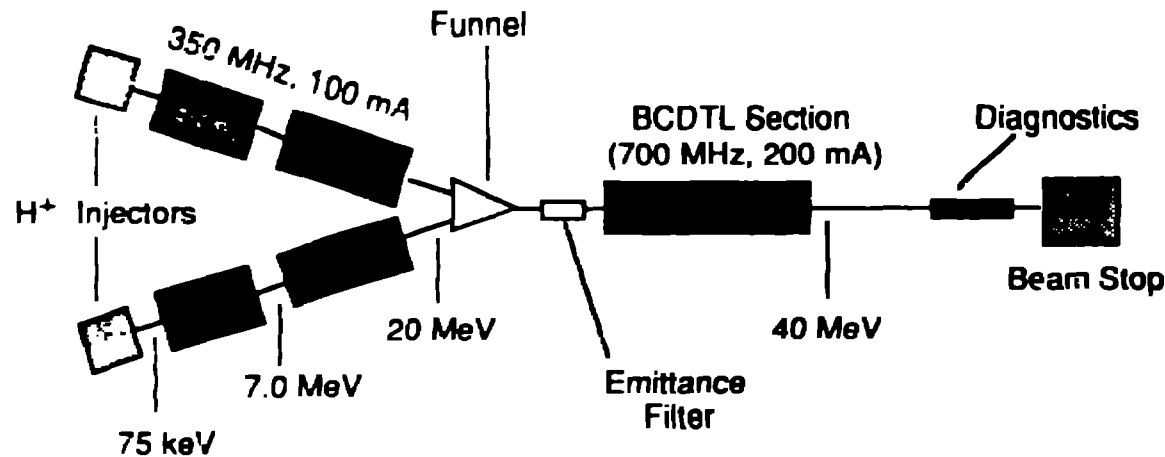 Funnel
350 MHz, 100 mA
BCDTL Section
(700 MHz, 200 mA)
Diagnostics
H+ Injectors
Beam Stop
20 MeV
40 MeV
7.0 MeV
Emittance
Filter
75 keV